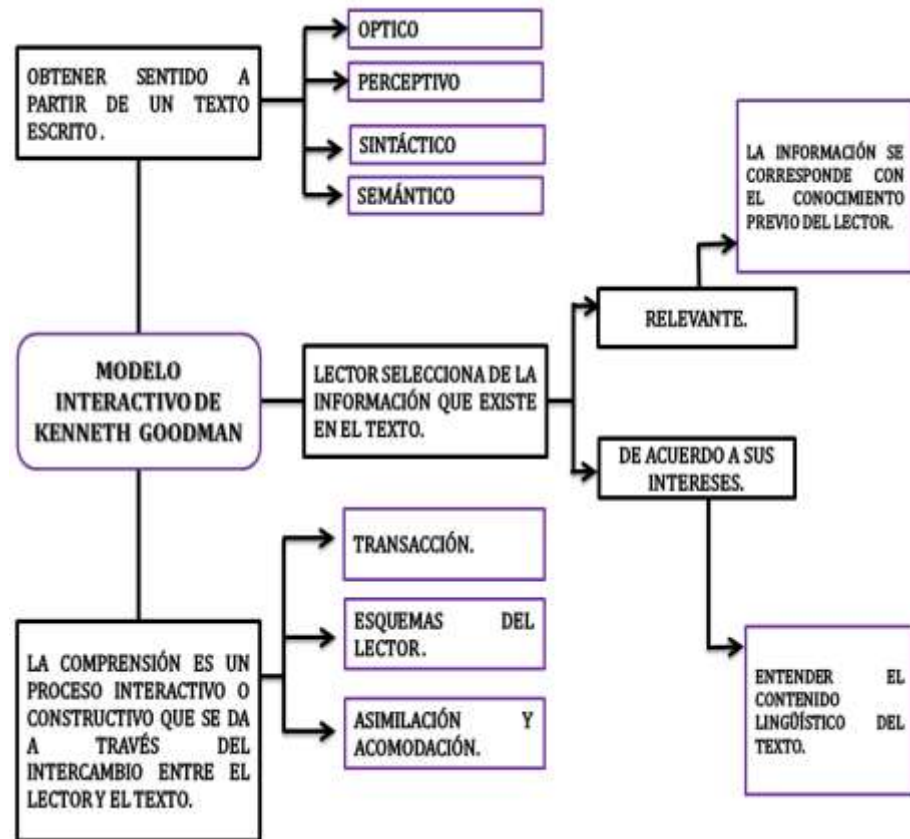 OBTENER SENTIDO A
PARTIR DE UN TEXTO
ESCRITO .
OPTICO
PERCEPTIVO
SINTÁCTICO
SEMÁNTICO
LA INFORMACIÓN SE
CORRESPONDE CON
EL CONOCIMIENTO
PREVIO DEL LECTOR.
MODELO
INTERACTIVO DE
KENNETH GOODMAN
LECTOR SELECCIONA DE LA
INFORMACIÓN QUE EXISTE
EN EL TEXTO.
RELEVANTE.
DE ACUERDO A SUS
INTERESES.
ENTENDER EL
CONTENIDO
LINGÜÍSTICO DEL
TEXTO.
LA COMPRENSIÓN ES UN
PROCESO INTERACTIVO O
CONSTRUCTIVO QUE SE DA
A TRAVÉS DEL
INTERCAMBIO ENTRE EL
LECTOR Y EL TEXTO.
TRANSACCIÓN.
ESQUEMAS DEL
LECTOR.
ASIMILACIÓN Y
ACOMODACIÓN.